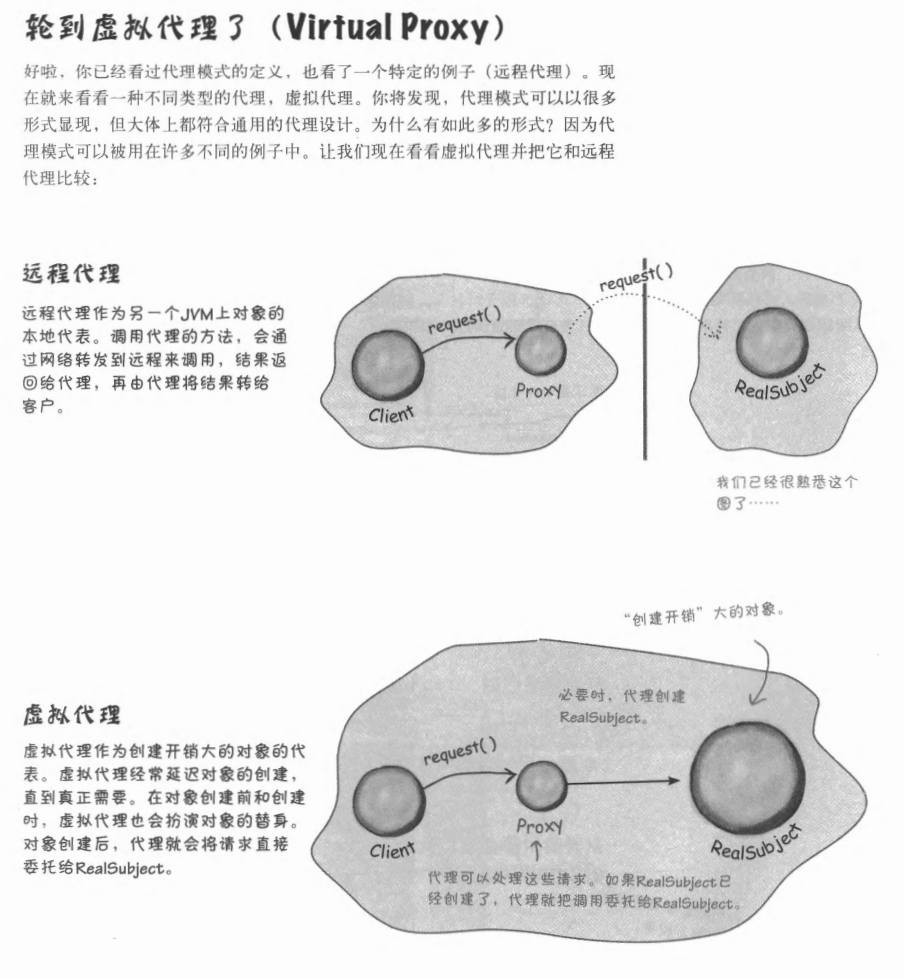 轮到虚拟代理了（Virtual Proxy）
好啦，你已经看过代理模式的定义，也看了一个特定的例子（远程代理）。现
在就来看看一种不同类型的代理，虚拟代理。你将发现，代理模式可以以很多
形式显现，但大体上都符合通用的代理设计。为什么有如此多的形式？因为代
理模式可以被用在许多不同的例子中。让我们现在看看虚拟代理并把它和远程
代理比较：
远程代理
远程代理作为另一个JVM上对象的
本地代表。调用代理的方法，会通
过网络转发到远程来调用，结果返
回给代理，再由代理将结果转给
客户。
request()
request()
Client
Proxy
RealSubject
我们已经很熟悉这个
图了……
“创建开销”大的对象。
虚拟代理
虚拟代理作为创建开销大的对象的代
表。虚拟代理经常延迟对象的创建，
直到真正需要。在对象创建前和创建
时，虚拟代理也会扮演对象的替身。
对象创建后，代理就会将请求直接
委托给RealSubject。
必要时，代理创建
RealSubject。
request()
Client
Proxy
RealSubject
代理可以处理这些请求。如果RealSubject已
经创建了，代理就把调用委托给RealSubject。